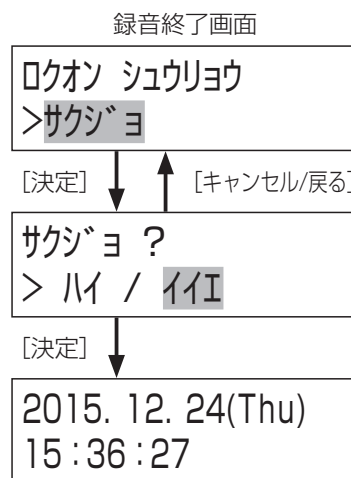 録音終了画面
ロクオン シュウリョウ
>サクジョ
[決定] [キャンセル/戻る]
サクジョ ?
> ハイ / イイエ
[決定]
2015. 12. 24(Thu)
15:36:27